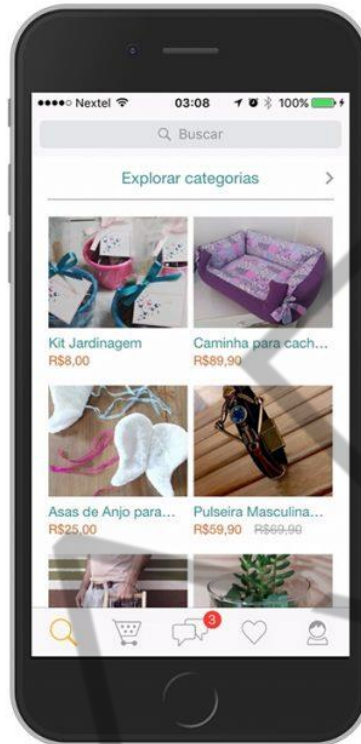 Nextel 03:08 100%
Buscar
Explorar categorias
Kit Jardinagem
R$8,00
Caminha para cach...
R$89,90
Asas de Anjo para...
R$25,00
Pulseira Masculina...
R$59,90 R$69,90
3